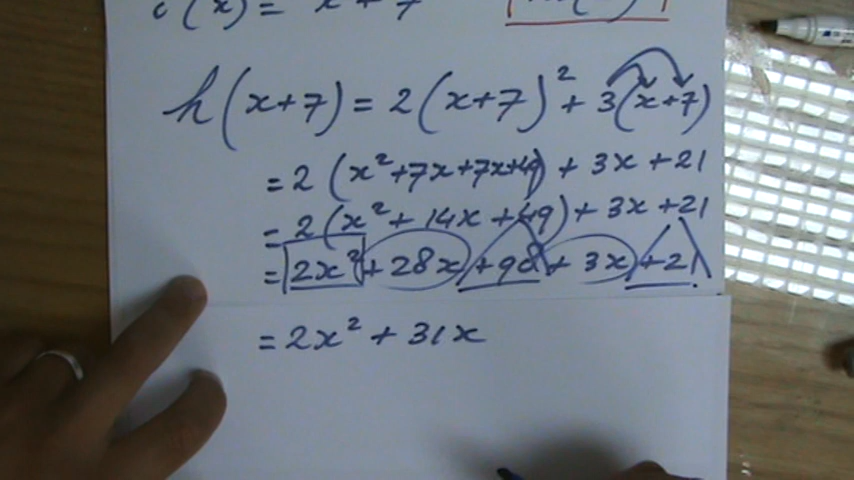 (x) = x + 7
h(x+7) = 2(x+7)² + 3(x+7)
= 2(x²+7x+7x+49) + 3x + 21
= 2(x² + 14x + 49) + 3x + 21
= 2x² + 28x + 98 + 3x + 21
= 2x² + 31x